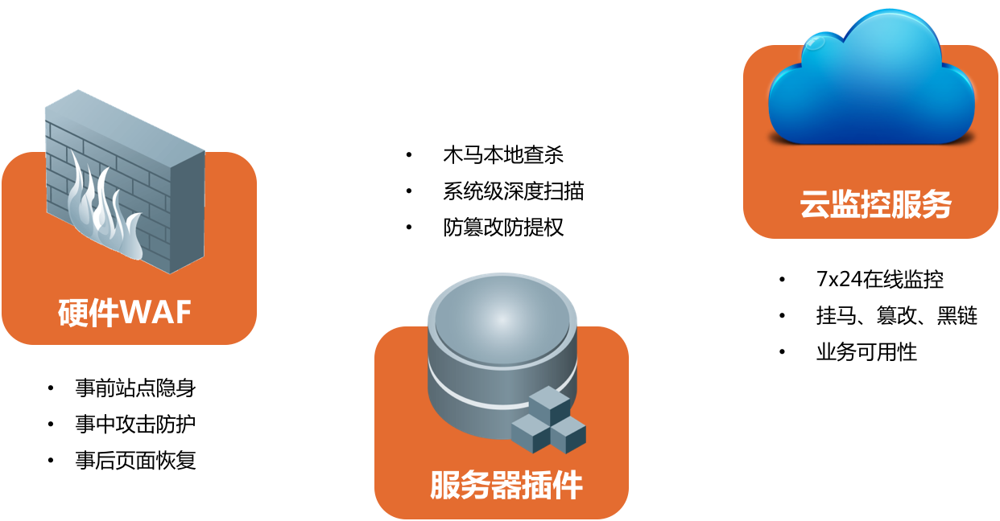 硬件WAF
• 事前站点隐身
• 事中攻击防护
• 事后页面恢复
• 木马本地查杀
• 系统级深度扫描
• 防篡改防提权
服务器插件
云监控服务
• 7x24在线监控
• 挂马、篡改、黑链
• 业务可用性